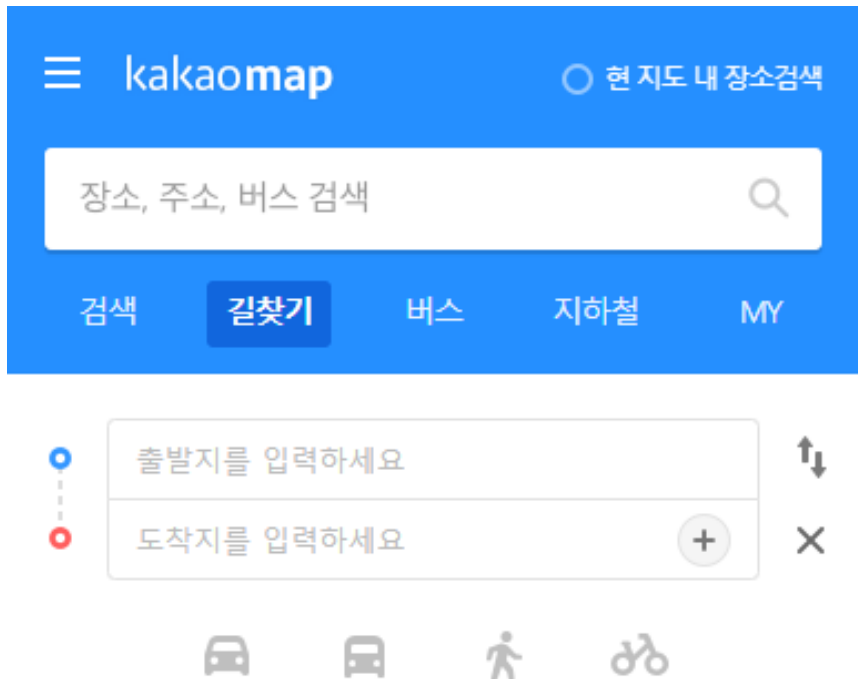 kakaomap 현 지도 내 장소검색
장소, 주소, 버스 검색
검색 길찾기 버스 지하철 MY
출발지를 입력하세요
도착지를 입력하세요